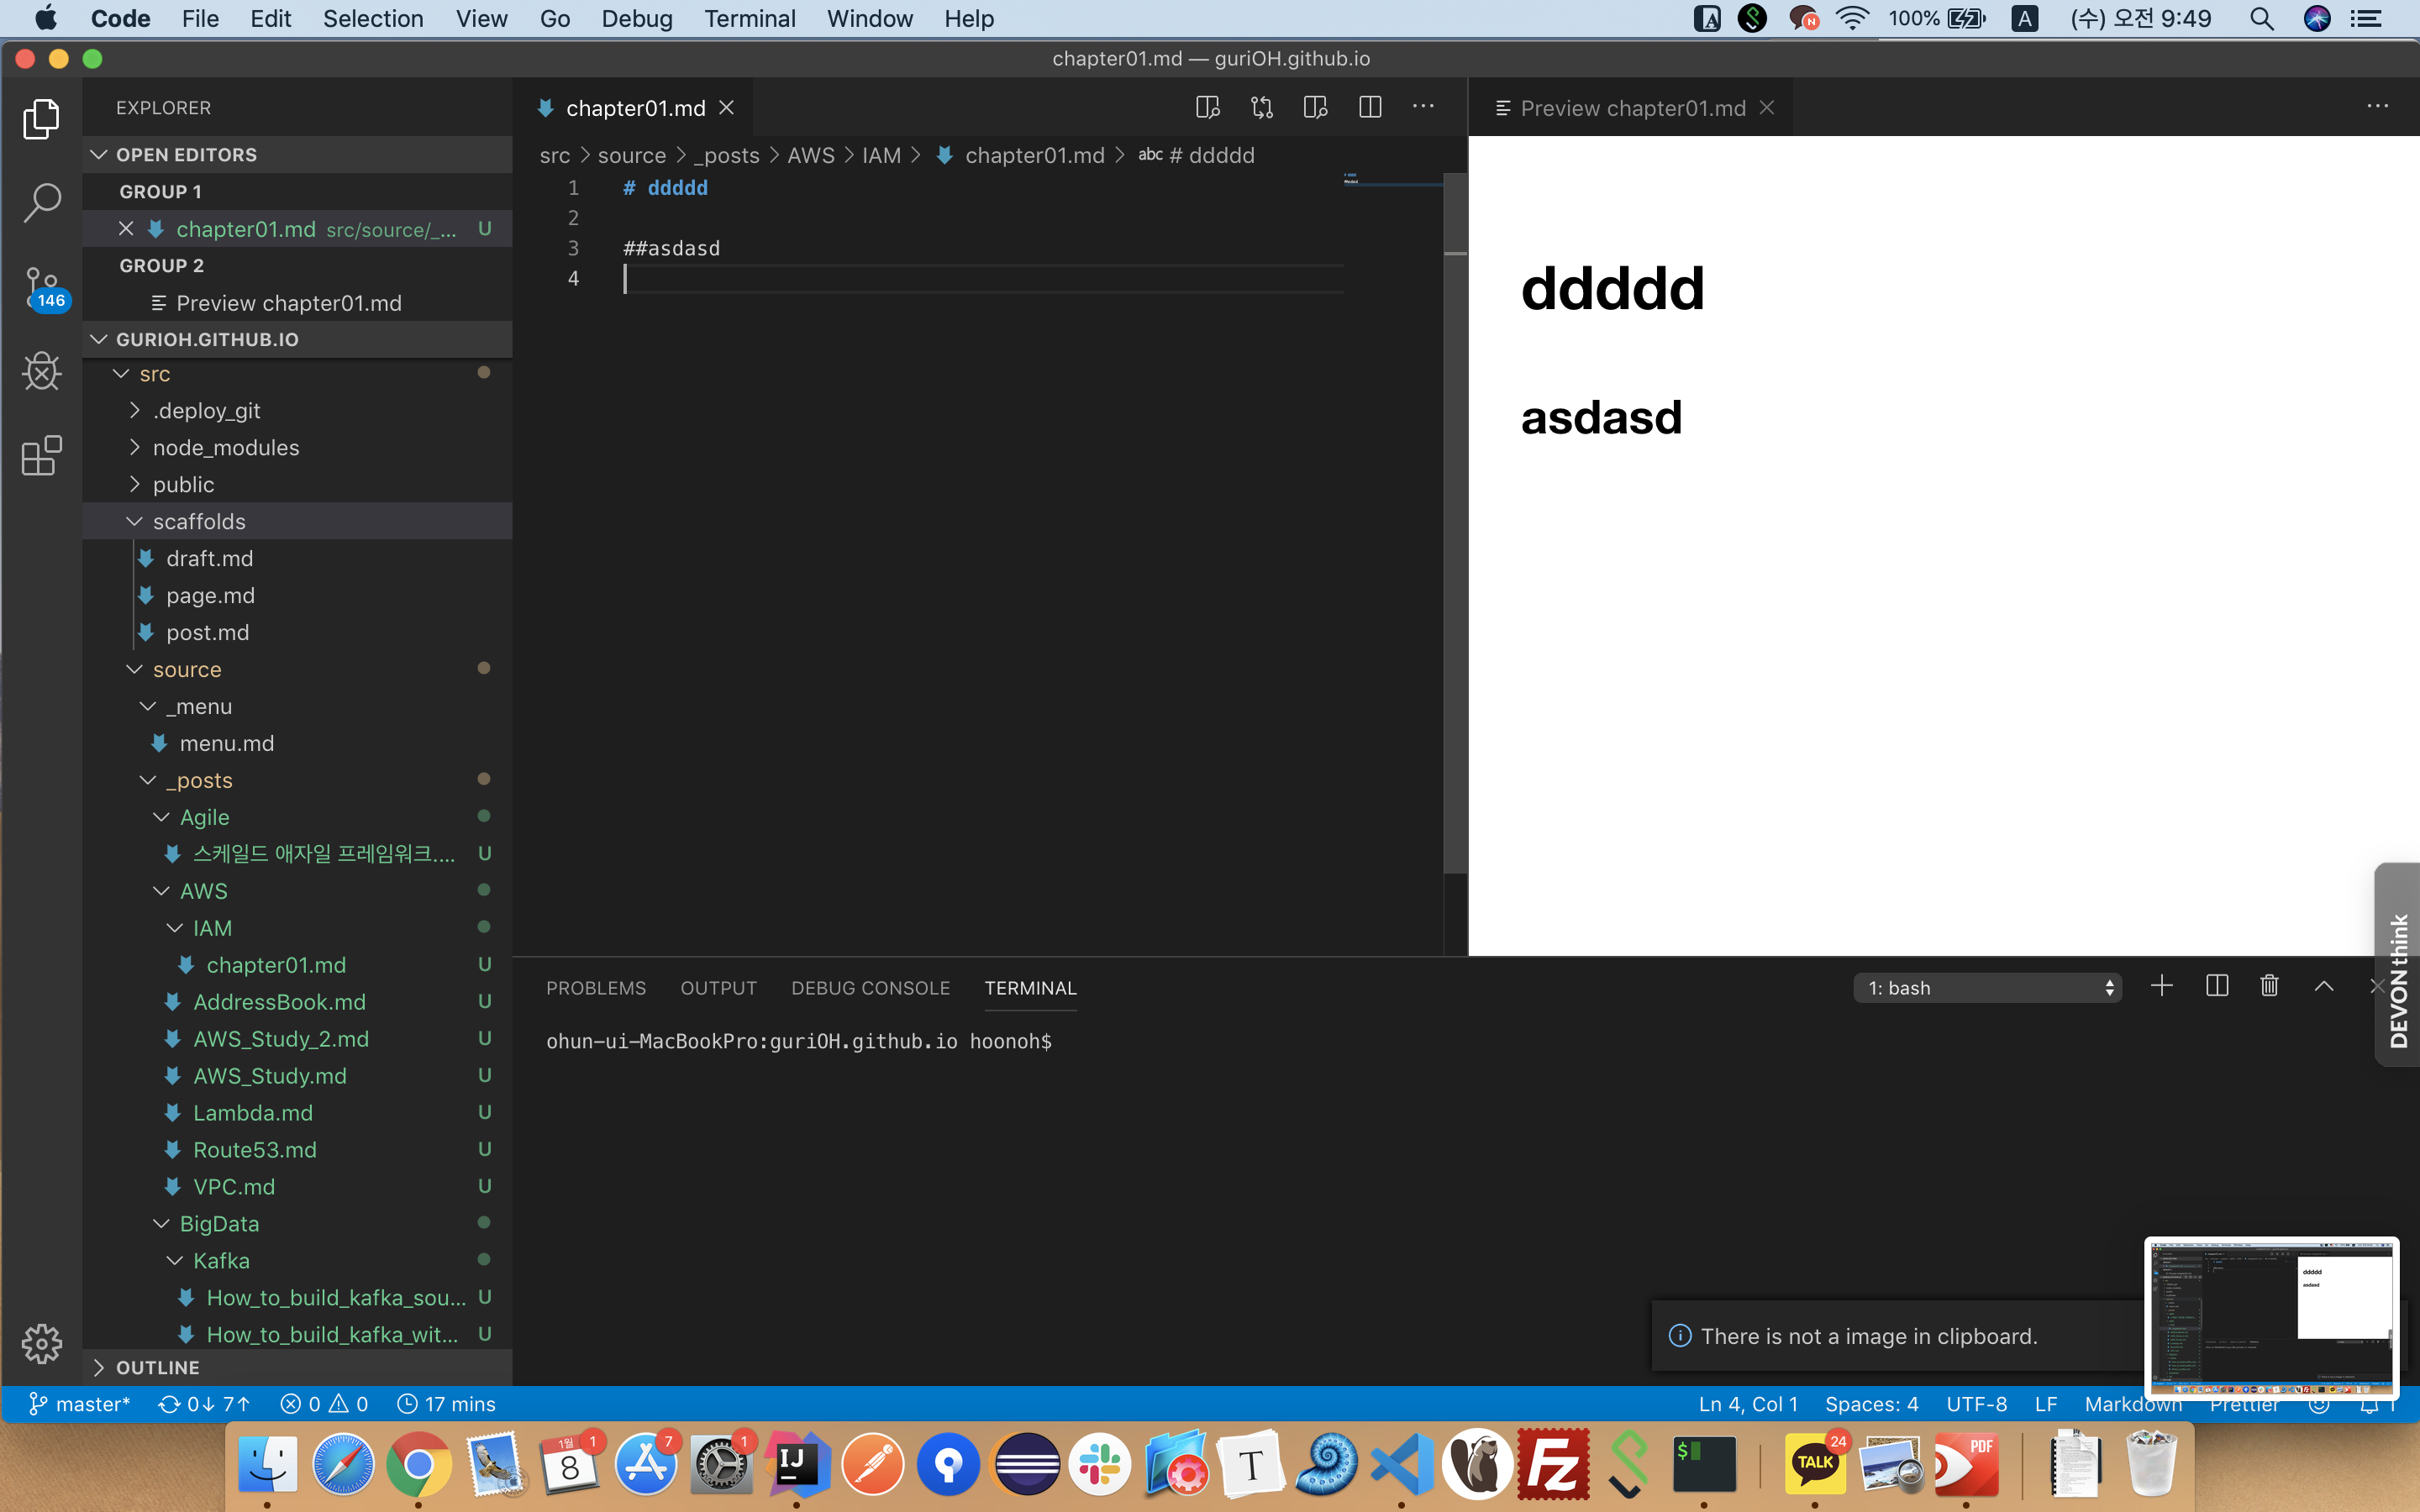 Code File Edit Selection View Go Debug Terminal Window Help
100% A (수) 오전 9:49
chapter01.md — guriOH.github.io
EXPLORER
OPEN EDITORS
GROUP 1
chapter01.md src/source/_... U
GROUP 2
Preview chapter01.md
146
GURIOH.GITHUB.IO
src
.deploy_git
node_modules
public
scaffolds
draft.md
page.md
post.md
source
_menu
menu.md
_posts
Agile
스케일드 애자일 프레임워크.... U
AWS
IAM
chapter01.md U
AddressBook.md U
AWS_Study_2.md U
AWS_Study.md U
Lambda.md U
Route53.md U
VPC.md U
BigData
Kafka
How_to_build_kafka_sou... U
How_to_build_kafka_wit... U
OUTLINE
chapter01.md
src > source > _posts > AWS > IAM > chapter01.md > abc # ddddd
1 # ddddd
2
3 ##asdasd
4
Preview chapter01.md
ddddd
asdasd
DEVONthink
PROBLEMS OUTPUT DEBUG CONSOLE TERMINAL
1: bash
ohun-ui-MacBookPro:guriOH.github.io hoonoh$
There is not a image in clipboard.
ddddd
asdasd
master* 0↓ 7↑ 0 0 17 mins
Ln 4, Col 1 Spaces: 4 UTF-8 LF Markdown Prettier 1
1월 8 1
7
1
IJ
T
Fz
$
TALK 24
PDF